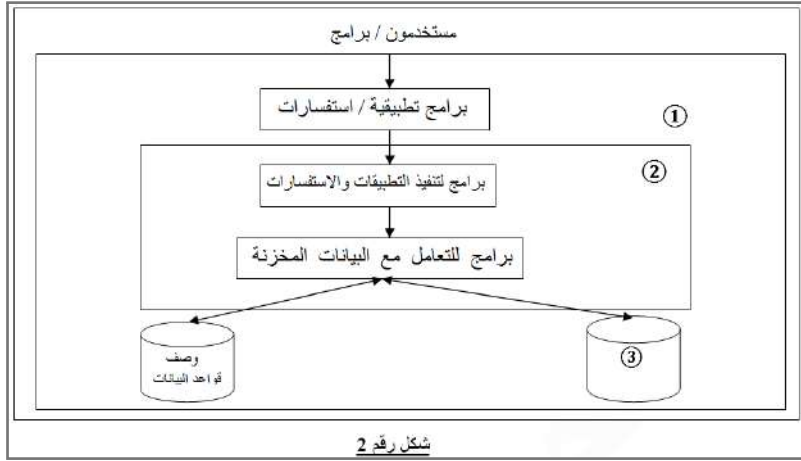 مستخدمون / برامج
برامج تطبيقية / استفسارات
①
②
برامج لتنفيذ التطبيقات والاستفسارات
برامج للتعامل مع البيانات المخزنة
وصف
قواعد البيانات
③
شكل رقم 2